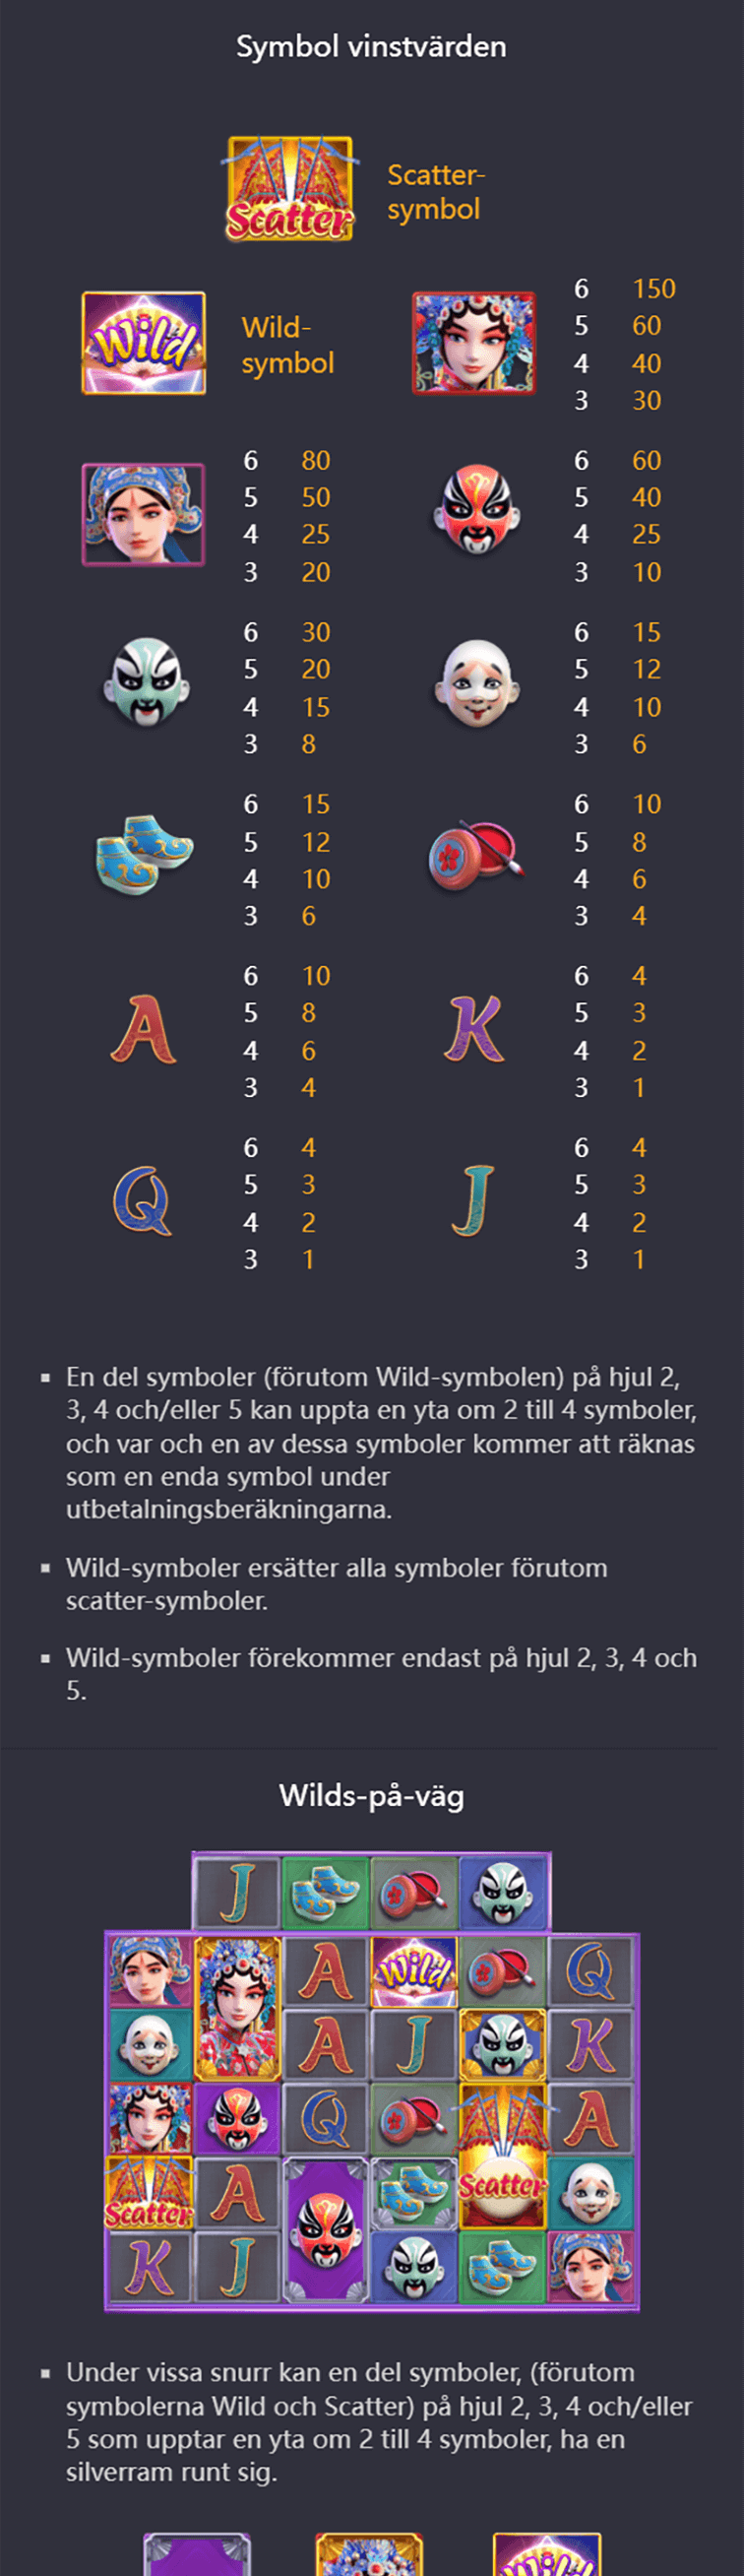 Symbol vinstvärden
Scatter
Scatter-
symbol
Wild
Wild-
symbol
6 150
5 60
4 40
3 30
6 80
5 50
4 25
3 20
6 60
5 40
4 25
3 10
6 30
5 20
4 15
3 8
6 15
5 12
4 10
3 6
6 15
5 12
4 10
3 6
6 10
5 8
6 10
4 6
3 4
A
6 10
5 8
4 6
3 4
K
6 4
5 3
4 2
3 1
Q
6 4
5 3
4 2
3 1
J
6 4
5 3
4 2
3 1
▪ En del symboler (förutom Wild-symbolen) på hjul 2,
3, 4 och/eller 5 kan uppta en yta om 2 till 4 symboler,
och var och en av dessa symboler kommer att räknas
som en enda symbol under
utbetalningsberäkningarna.
▪ Wild-symboler ersätter alla symboler förutom
scatter-symboler.
▪ Wild-symboler förekommer endast på hjul 2, 3, 4 och
5.
Wilds-på-väg
J
A Wild Q
A J K
Q A
Scatter A Scatter
K J
▪ Under vissa snurr kan en del symboler, (förutom
symbolerna Wild och Scatter) på hjul 2, 3, 4 och/eller
5 som upptar en yta om 2 till 4 symboler, ha en
silverram runt sig.
Wild